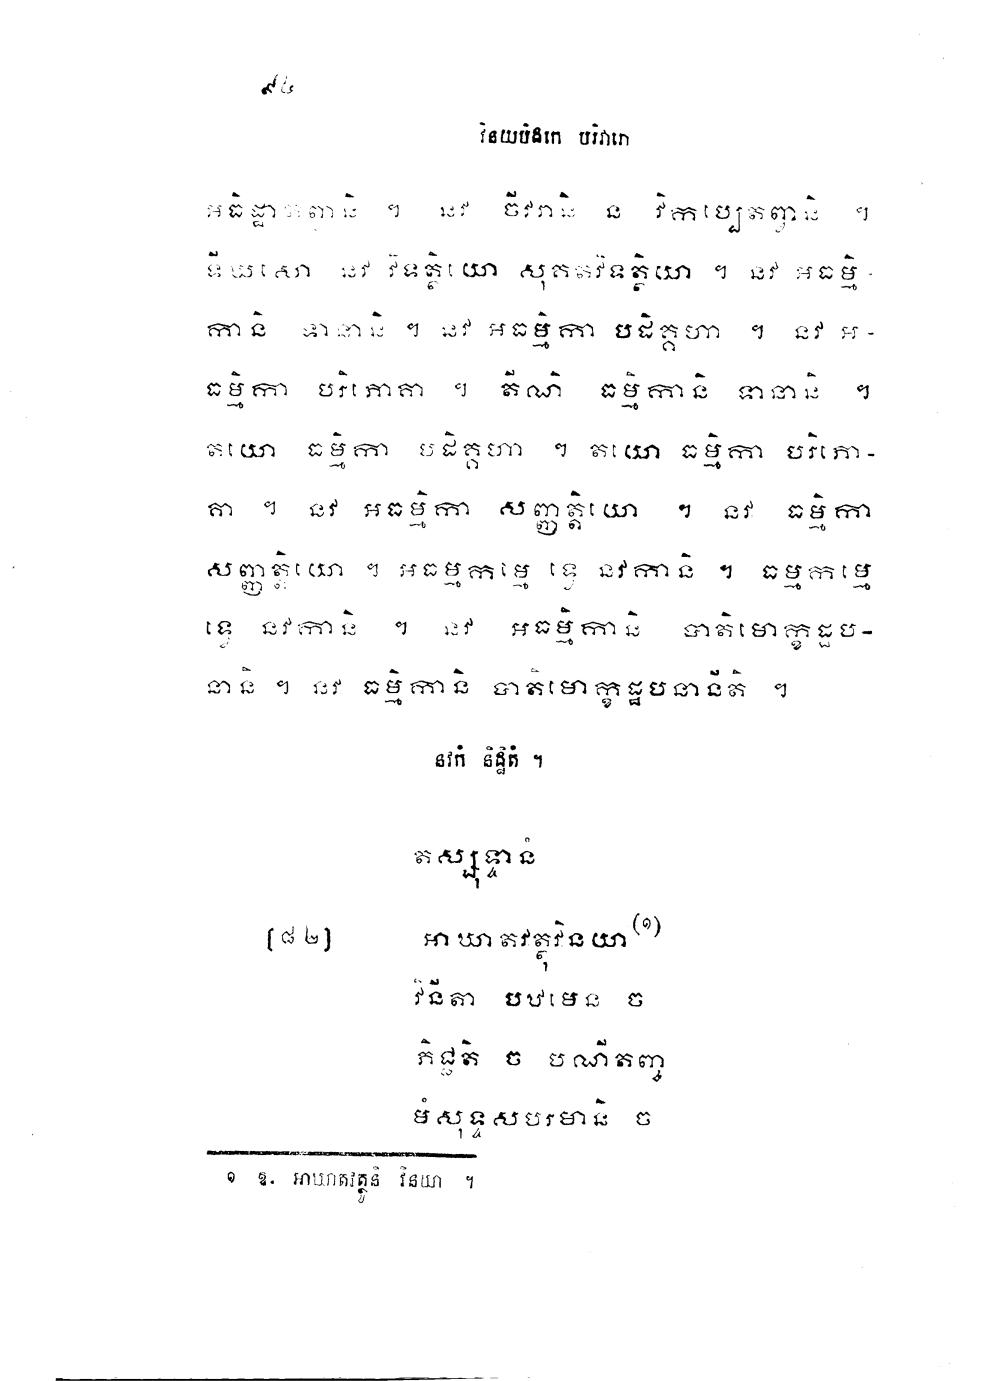 ៩៤
វិនយបិដកេ បរិវារោ
អធិដ្ឋាតព្វានិ ។ នវ ចីវរានិ ន វិកប្បេតព្វានិ ។
ទីឃសោ នវ វិទត្ថិយោ សុគតវិទត្ថិយា ។ នវ អធម្មិ-
កានិ ទានានិ ។ នវ អធម្មិកា បដិគ្គហា ។ នវ អ-
ធម្មិកា បរិភោគា ។ តីណិ ធម្មិកានិ ទានានិ ។
តយោ ធម្មិកា បដិគ្គហា ។ តយោ ធម្មិកា បរិភោ-
គា ។ នវ អធម្មិកា សញ្ញត្តិយោ ។ នវ ធម្មិកា
សញ្ញត្តិយោ ។ អធម្មកម្មេ ទ្វេ នវកានិ ។ ធម្មកម្មេ
ទ្វេ នវកានិ ។ នវ អធម្មិកានិ បាតិមោក្ខដ្ឋប-
នានិ ។ នវ ធម្មិកានិ បាតិមោក្ខដ្ឋបនានីតិ ។
នវកំ និដ្ឋិតំ ។
តស្សុទ្ទានំ
[៨២] អាឃាតវត្ថុវិនយា(១)
វិនីតា បឋមេន ច
ភិជ្ជតិ ច បណីតញ្ច
មំសុទ្ទសបរមានិ ច
១ ឱ. អាឃាតវត្ថូនិ វិនយា ។